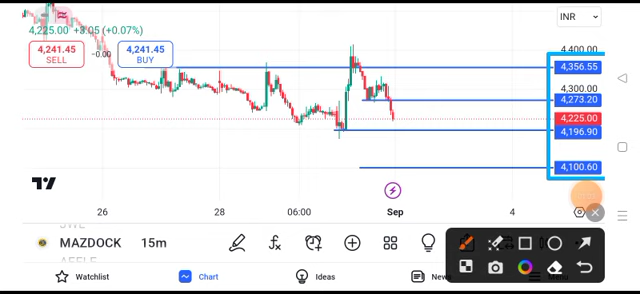 INR
4,225.00 +3.05 (+0.07%)
4,241.45
SELL
−0.00
4,241.45
BUY
4,400.00
4,356.55
4,300.00
4,273.20
4,225.00
4,196.90
4,100.60
26
28
06:00
Sep
4
MAZDOCK
15m
Watchlist
Chart
Ideas
News